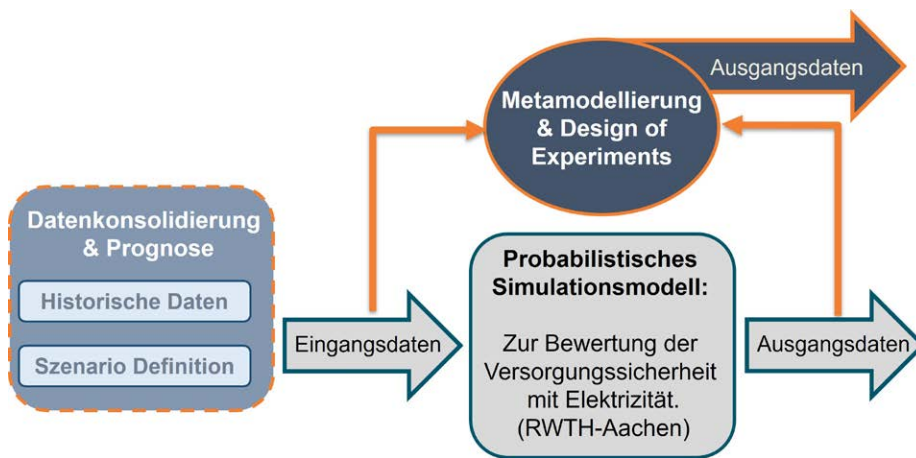 Ausgangsdaten
Metamodellierung
& Design of
Experiments
Datenkonsolidierung
& Prognose
Historische Daten
Szenario Definition
Eingangsdaten
Probabilistisches
Simulationsmodell:
Zur Bewertung der
Versorgungssicherheit
mit Elektrizität.
(RWTH-Aachen)
Ausgangsdaten